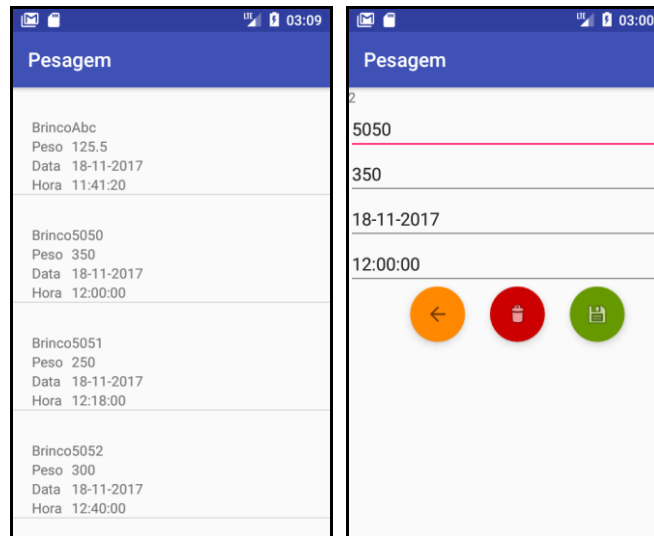 LTE 03:09
Pesagem
BrincoAbc
Peso 125.5
Data 18-11-2017
Hora 11:41:20
Brinco5050
Peso 350
Data 18-11-2017
Hora 12:00:00
Brinco5051
Peso 250
Data 18-11-2017
Hora 12:18:00
Brinco5052
Peso 300
Data 18-11-2017
Hora 12:40:00
LTE 03:00
Pesagem
2
5050
350
18-11-2017
12:00:00